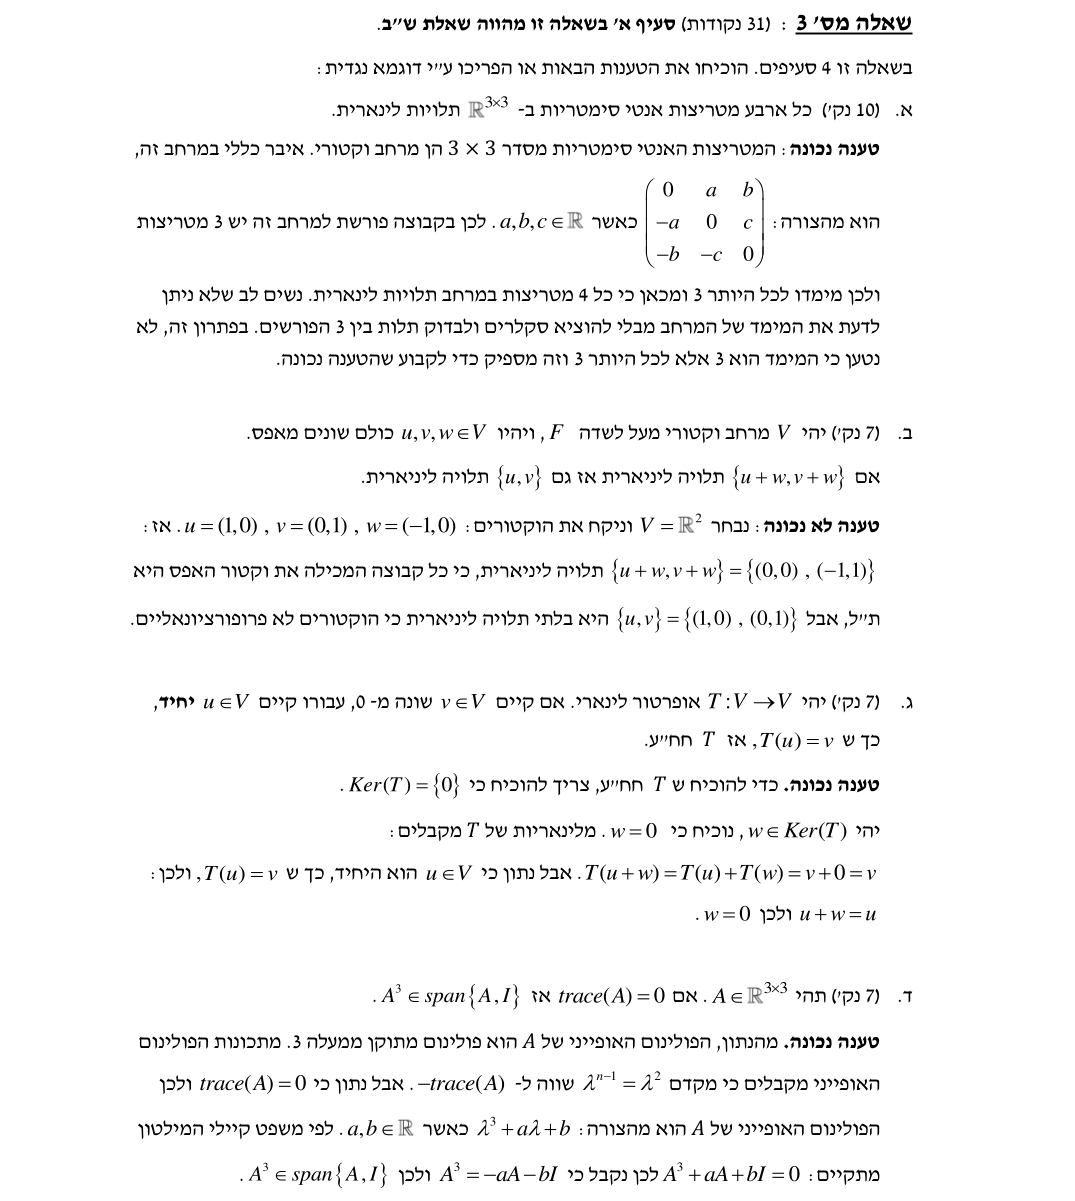 שאלה מס' 3 : (31 נקודות) סעיף א' בשאלה זו מהווה שאלת ש"ב.
בשאלה זו 4 סעיפים. הוכיחו את הטענות הבאות או הפריכו ע"י דוגמא נגדית:
א. (10 נק') כל ארבע מטריצות אנטי סימטריות ב- ℝ^{3×3} תלויות לינארית.
טענה נכונה: המטריצות האנטי סימטריות מסדר 3 × 3 הן מרחב וקטורי. איבר כללי במרחב זה,
הוא מהצורה: \begin{pmatrix} 0 & a & b \\ -a & 0 & c \\ -b & -c & 0 \end{pmatrix} כאשר a,b,c∈ℝ. לכן בקבוצה פורשת למרחב זה יש 3 מטריצות
ולכן מימדו לכל היותר 3 ומכאן כי כל 4 מטריצות במרחב תלויות לינארית. נשים לב שלא ניתן
לדעת את המימד של המרחב מבלי להוציא סקלרים ולבדוק תלות בין 3 הפורשים. בפתרון זה, לא
נטען כי המימד הוא 3 אלא לכל היותר 3 וזה מספיק כדי לקבוע שהטענה נכונה.
ב. (7 נק') יהי V מרחב וקטורי מעל לשדה F, ויהיו u,v,w∈V כולם שונים מאפס.
אם {u+w,v+w} תלויה ליניארית אז גם {u,v} תלויה ליניארית.
טענה לא נכונה: נבחר V=ℝ² וניקח את הוקטורים: u=(1,0) , v=(0,1) , w=(−1,0). אז:
{u+w,v+w}={(0,0) , (−1,1)} תלויה ליניארית, כי כל קבוצה המכילה את וקטור האפס היא
ת"ל, אבל {u,v}={(1,0) , (0,1)} היא בלתי תלויה ליניארית כי הוקטורים לא פרופורציונאליים.
ג. (7 נק') יהי T:V→V אופרטור לינארי. אם קיים v∈V שונה מ- 0, עבורו קיים u∈V יחיד,
כך ש T(u)=v, אז T חח"ע.
טענה נכונה. כדי להוכיח ש T חח"ע, צריך להוכיח כי Ker(T)={0}.
יהי w∈Ker(T), נוכיח כי w=0. מלינאריות של T מקבלים:
T(u+w)=T(u)+T(w)=v+0=v. אבל נתון כי u∈V הוא היחיד, כך ש T(u)=v, ולכן:
u+w=u ולכן w=0.
ד. (7 נק') תהי A∈ℝ^{3×3}. אם trace(A)=0 אז A³∈span{A,I}.
טענה נכונה. מהנתון, הפולינום האופייני של A הוא פולינום מתוקן ממעלה 3. מתכונות הפולינום
האופייני מקבלים כי מקדם λ^{n−1}=λ² שווה ל- −trace(A). אבל נתון כי trace(A)=0 ולכן
הפולינום האופייני של A הוא מהצורה: λ³+aλ+b כאשר a,b∈ℝ. לפי משפט קיילי המילטון
מתקיים: A³+aA+bI=0 לכן נקבל כי A³=−aA−bI ולכן A³∈span{A,I}.